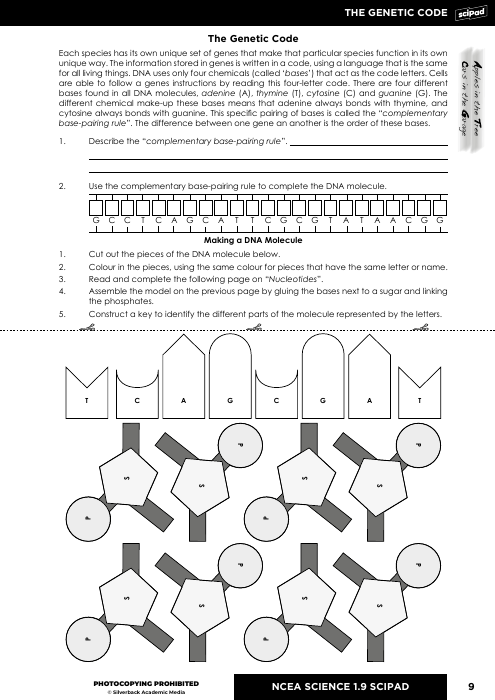 THE GENETIC CODE
scipad
The Genetic Code
Each species has its own unique set of genes that make that particular species function in its own
unique way. The information stored in genes is written in a code, using a language that is the same
for all living things. DNA uses only four chemicals (called ‘bases’) that act as the code letters. Cells
are able to follow a genes instructions by reading this four-letter code. There are four different
bases found in all DNA molecules, adenine (A), thymine (T), cytosine (C) and guanine (G). The
different chemical make-up these bases means that adenine always bonds with thymine, and
cytosine always bonds with guanine. This specific pairing of bases is called the “complementary
base-pairing rule”. The difference between one gene an another is the order of these bases.
Apples in the Tree
Cars in the Garage
1. Describe the “complementary base-pairing rule”.
2. Use the complementary base-pairing rule to complete the DNA molecule.
G C C T C A G C A T T C G C G T A T A A C G G
Making a DNA Molecule
1. Cut out the pieces of the DNA molecule below.
2. Colour in the pieces, using the same colour for pieces that have the same letter or name.
3. Read and complete the following page on “Nucleotides”.
4. Assemble the model on the previous page by gluing the bases next to a sugar and linking
the phosphates.
5. Construct a key to identify the different parts of the molecule represented by the letters.
T C A G C G A T
P P
S S S S
P P
P P
S S S S
P P
PHOTOCOPYING PROHIBITED
© Silverback Academic Media
NCEA SCIENCE 1.9 SCIPAD
9